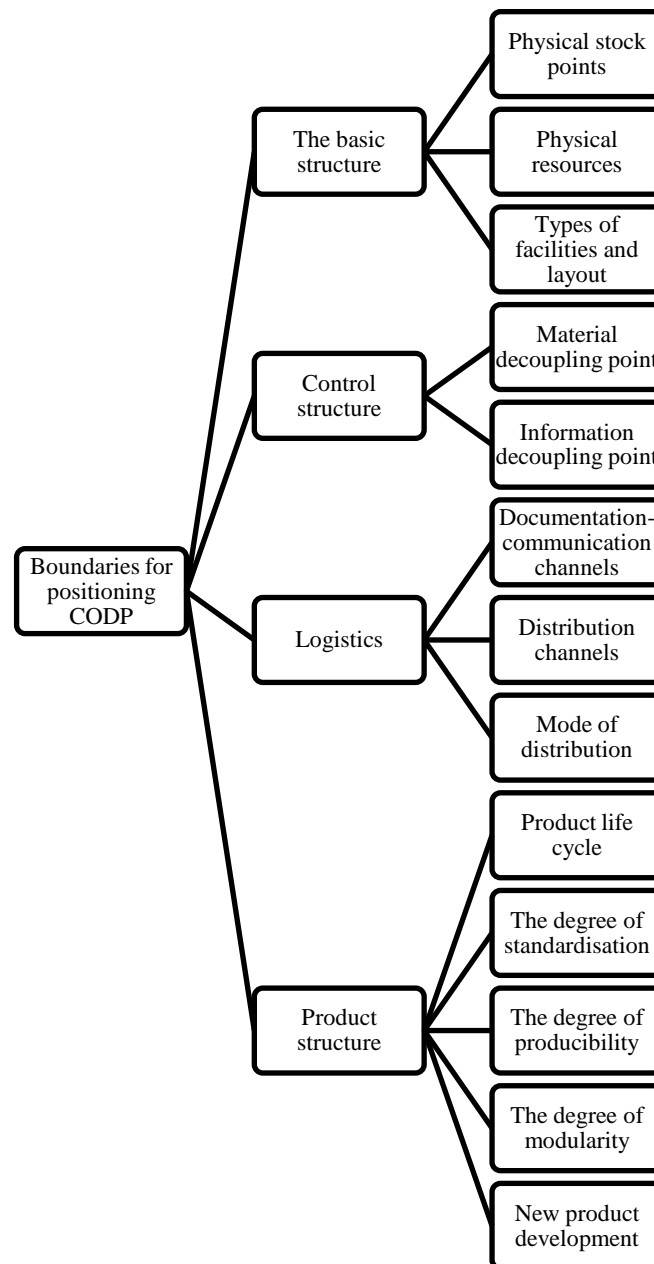 Boundaries for
positioning
CODP
The basic
structure
Physical stock
points
Physical
resources
Types of
facilities and
layout
Control
structure
Material
decoupling point
Information
decoupling point
Logistics
Documentation-
communication
channels
Distribution
channels
Mode of
distribution
Product
structure
Product life
cycle
The degree of
standardisation
The degree of
producibility
The degree of
modularity
New product
development